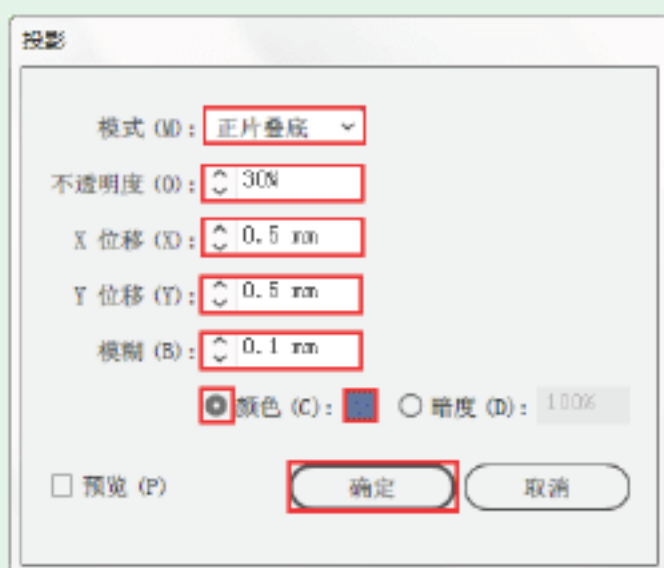 投影
模式 (M): 正片叠底
不透明度 (O): 30%
X 位移 (X): 0.5 mm
Y 位移 (Y): 0.5 mm
模糊 (B): 0.1 mm
颜色 (C): 暗度 (D): 100%
预览 (P) 确定 取消